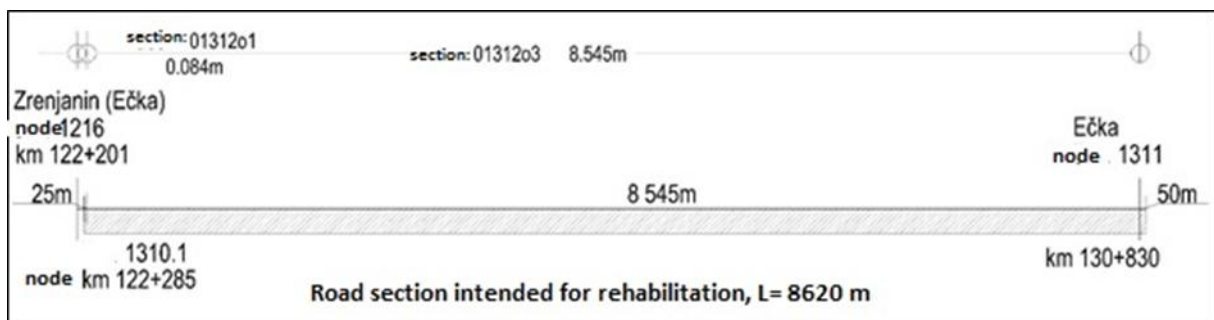 section: 01312o1
0.084m
section: 01312o3 8.545m
Zrenjanin (Ečka)
node1216
km 122+201
Ečka
node 1311
25m
8 545m
50m
1310.1
node km 122+285
km 130+830
Road section intended for rehabilitation, L= 8620 m